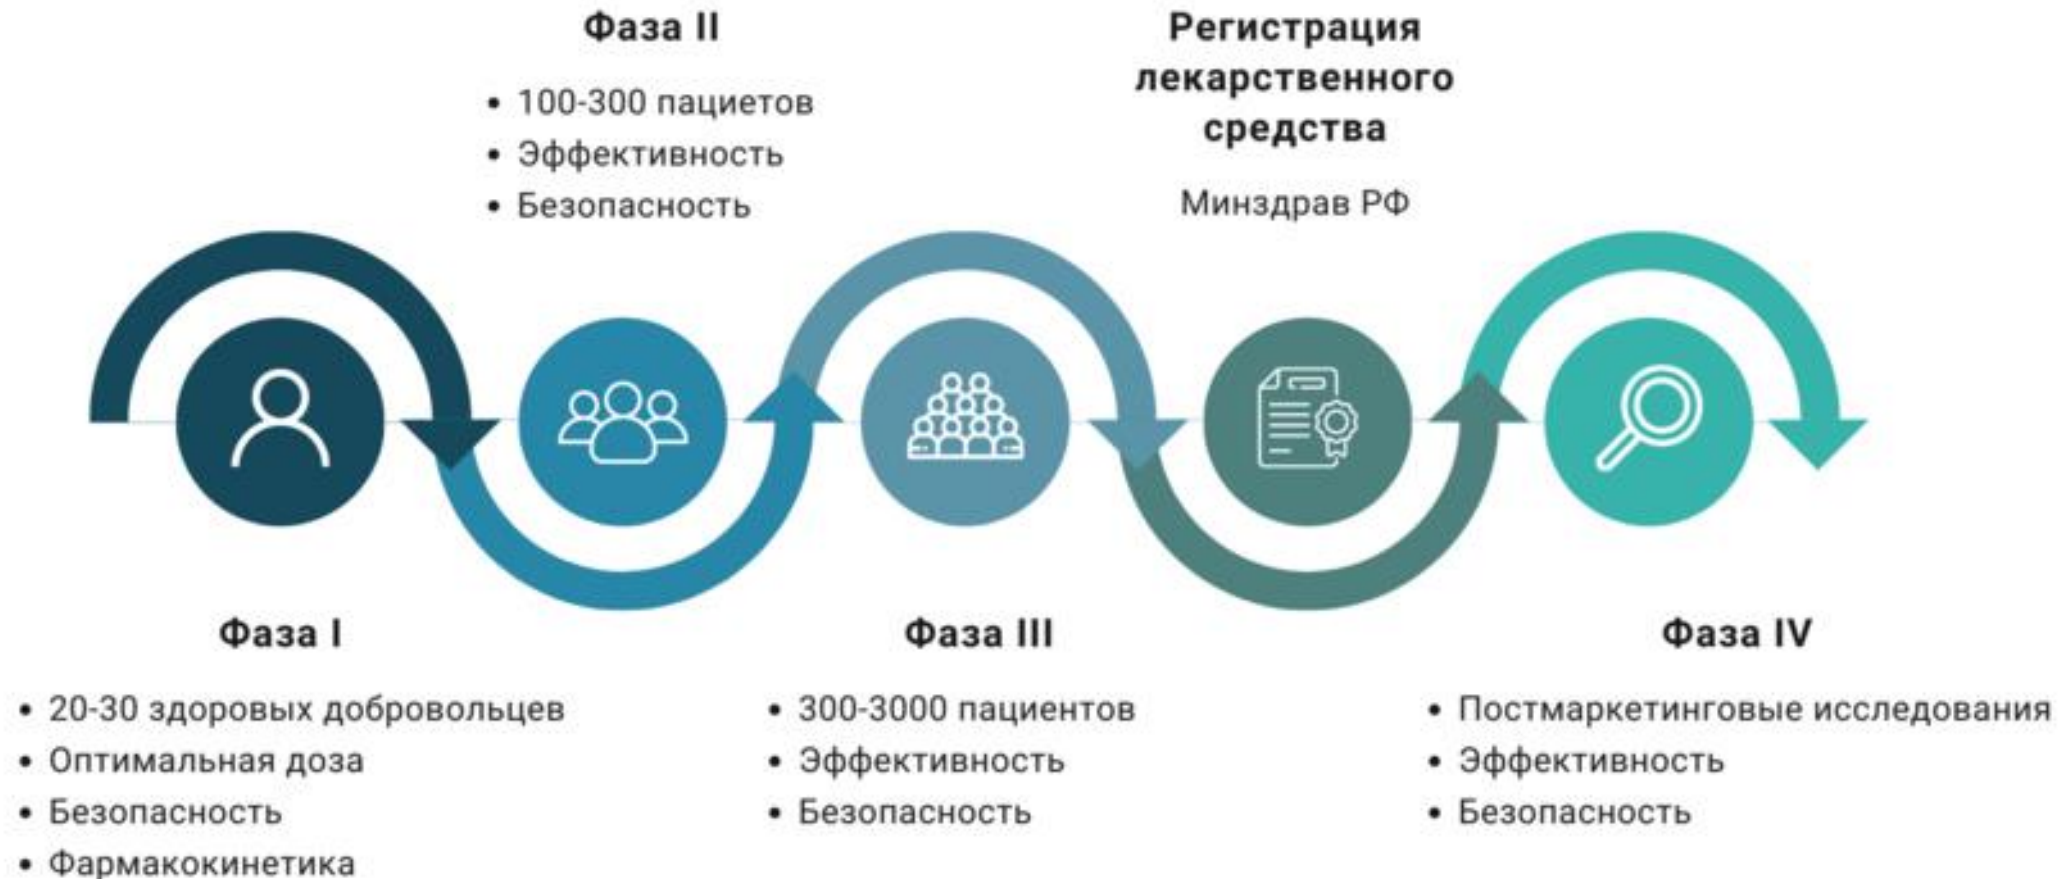 Фаза II
• 100-300 пациетов
• Эффективность
• Безопасность
Регистрация
лекарственного
средства
Минздрав РФ
Фаза I
• 20-30 здоровых добровольцев
• Оптимальная доза
• Безопасность
• Фармакокинетика
Фаза III
• 300-3000 пациентов
• Эффективность
• Безопасность
Фаза IV
• Постмаркетинговые исследования
• Эффективность
• Безопасность